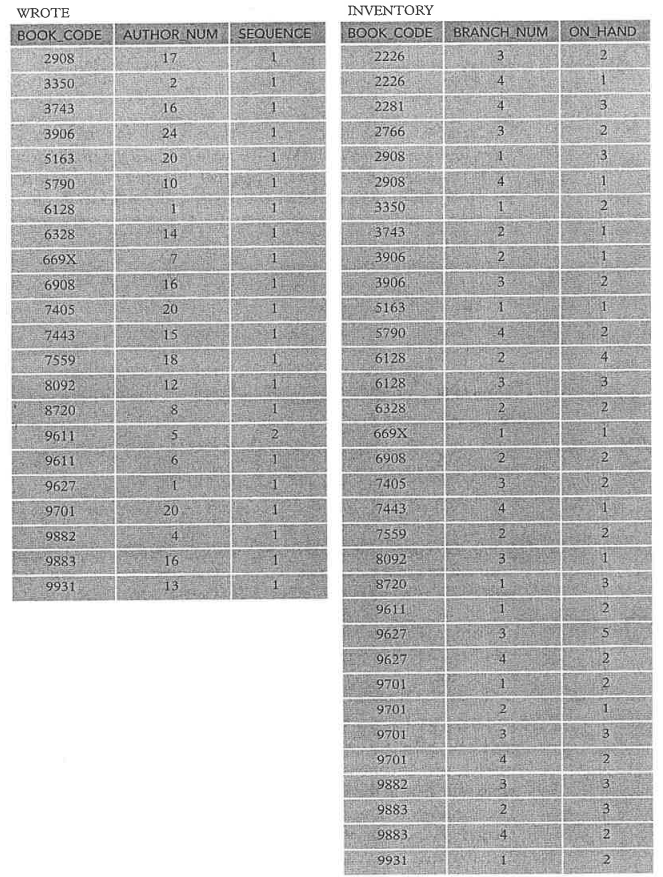 WROTE
BOOK_CODE AUTHOR_NUM SEQUENCE
2908 17 1
3350 2 1
3743 16 1
3906 24 1
5163 20 1
5790 10 1
6128 1 1
6328 14 1
669X 7 1
6908 16 1
7405 20 1
7443 15 1
7559 18 1
8092 12 1
8720 8 1
9611 5 2
9611 6 1
9627 1 1
9701 20 1
9882 4 1
9883 16 1
9931 13 1
INVENTORY
BOOK_CODE BRANCH_NUM ON_HAND
2226 3 2
2226 4 1
2281 4 3
2766 3 2
2908 1 3
2908 4 1
3350 1 2
3743 2 1
3906 2 1
3906 3 2
5163 1 1
5790 4 2
6128 2 4
6128 3 3
6328 2 2
669X 1 1
6908 2 2
7405 3 2
7443 4 1
7559 2 2
8092 3 1
8720 1 3
9611 1 2
9627 3 5
9627 4 2
9701 1 2
9701 2 1
9701 3 3
9701 4 2
9882 3 3
9883 2 3
9883 4 2
9931 1 2